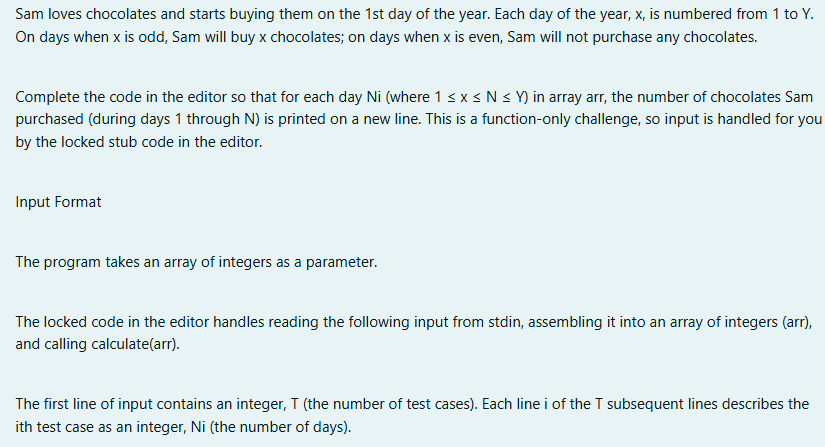 Sam loves chocolates and starts buying them on the 1st day of the year. Each day of the year, x, is numbered from 1 to Y.
On days when x is odd, Sam will buy x chocolates; on days when x is even, Sam will not purchase any chocolates.
Complete the code in the editor so that for each day Ni (where 1 ≤ x ≤ N ≤ Y) in array arr, the number of chocolates Sam
purchased (during days 1 through N) is printed on a new line. This is a function-only challenge, so input is handled for you
by the locked stub code in the editor.
Input Format
The program takes an array of integers as a parameter.
The locked code in the editor handles reading the following input from stdin, assembling it into an array of integers (arr),
and calling calculate(arr).
The first line of input contains an integer, T (the number of test cases). Each line i of the T subsequent lines describes the
ith test case as an integer, Ni (the number of days).